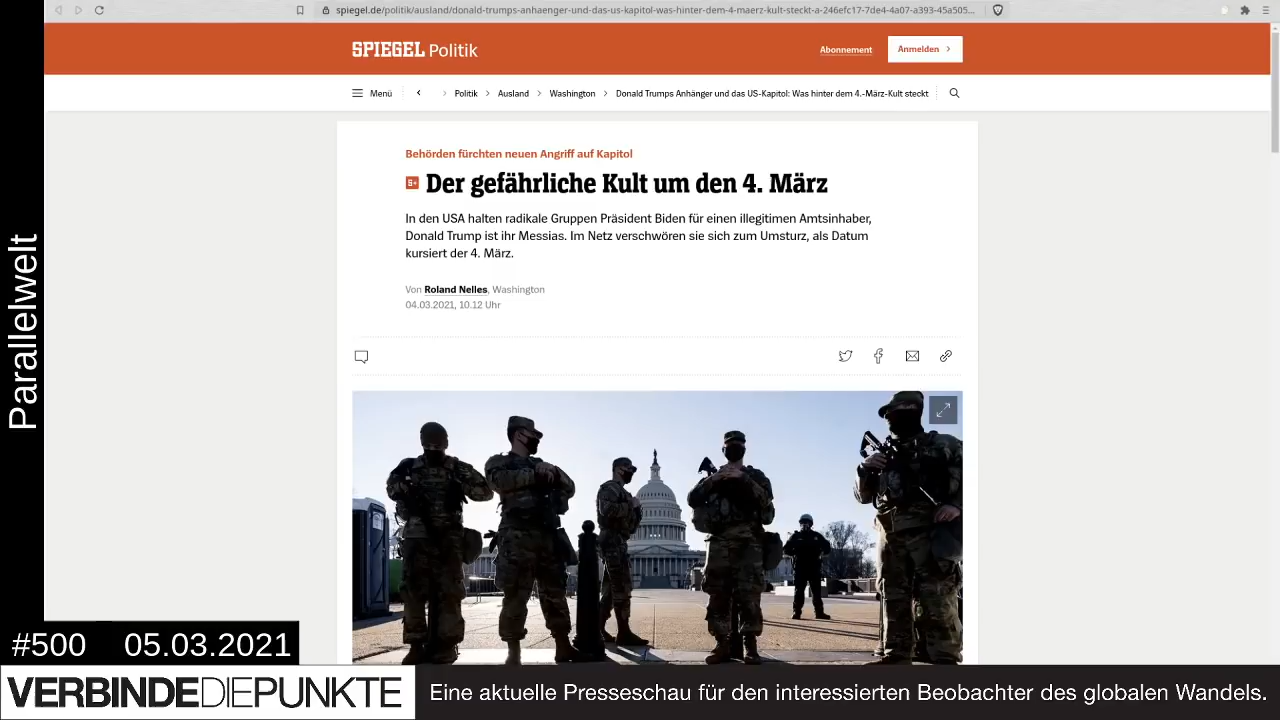 spiegel.de/politik/ausland/donald-trumps-anhaenger-und-das-us-kapitol-was-hinter-dem-4-maerz-kult-steckt-a-246efc17-7de4-4a07-a393-45a505...
SPIEGEL Politik
Abonnement
Anmelden
Menü
Politik
Ausland
Washington
Donald Trumps Anhänger und das US-Kapitol: Was hinter dem 4.-März-Kult steckt
Behörden fürchten neuen Angriff auf Kapitol
S+ Der gefährliche Kult um den 4. März
In den USA halten radikale Gruppen Präsident Biden für einen illegitimen Amtsinhaber,
Donald Trump ist ihr Messias. Im Netz verschwören sie sich zum Umsturz, als Datum
kursiert der 4. März.
Von Roland Nelles, Washington
04.03.2021, 10.12 Uhr
Parallelwelt
#500 05.03.2021
VERBINDEDIEPUNKTE
Eine aktuelle Presseschau für den interessierten Beobachter des globalen Wandels.